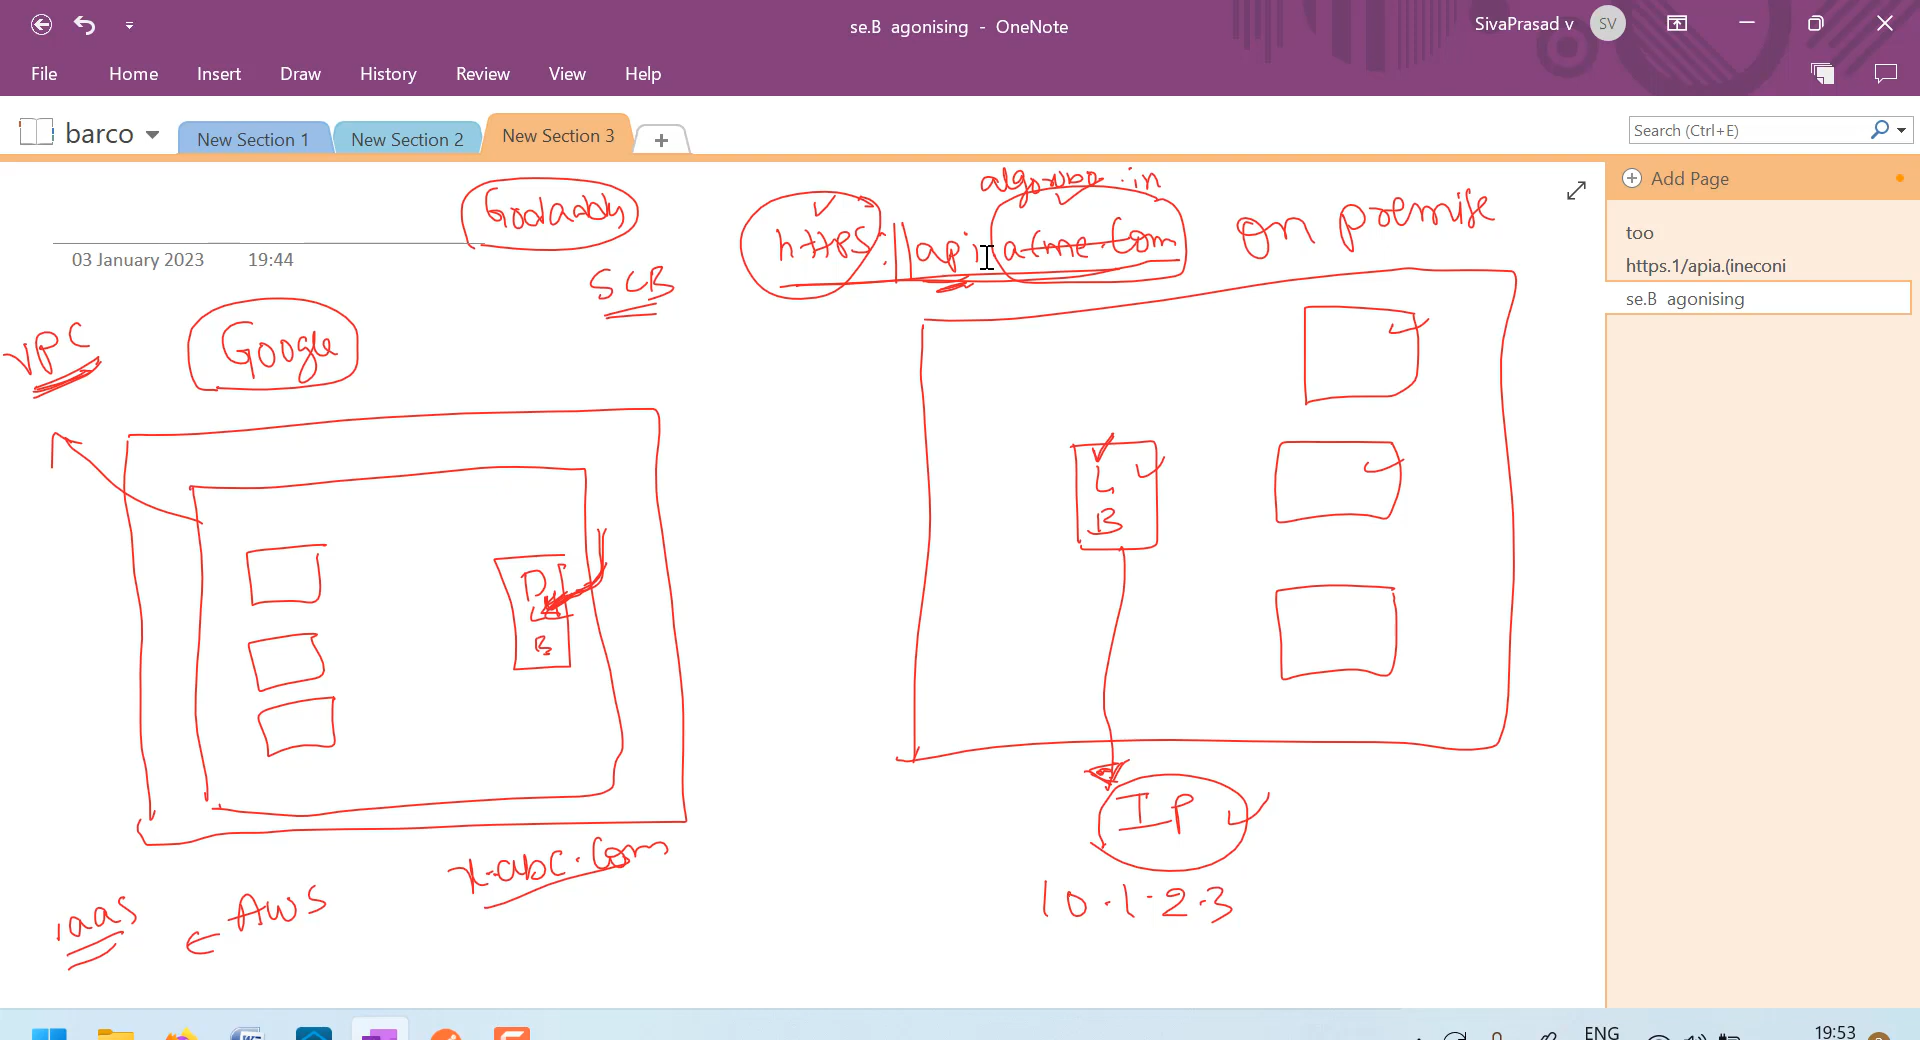 se.B agonising - OneNote
SivaPrasad v
SV
File
Home
Insert
Draw
History
Review
View
Help
barco
New Section 1
New Section 2
New Section 3
Search (Ctrl+E)
Add Page
too
https.1/apia.(ineconi
se.B agonising
03 January 2023
19:44
Godaddy
.in
https://api
acme.com
on premise
SCB
VPC
Google
L
B
L
B
IP
10.1.2.3
x.abc.com
iaas
AWS
ENG
19:53